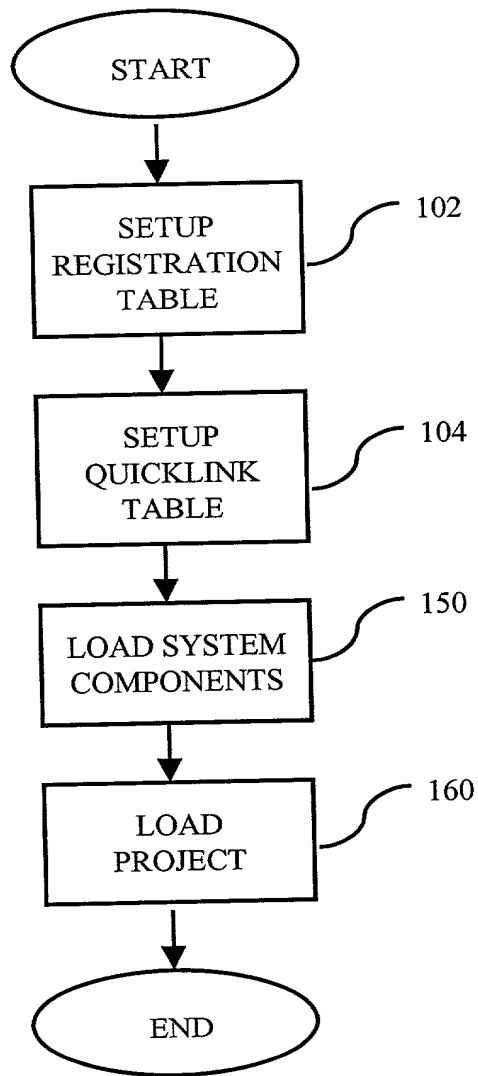 START
SETUP
REGISTRATION
TABLE
102
SETUP
QUICKLINK
TABLE
104
LOAD SYSTEM
COMPONENTS
150
LOAD
PROJECT
160
END